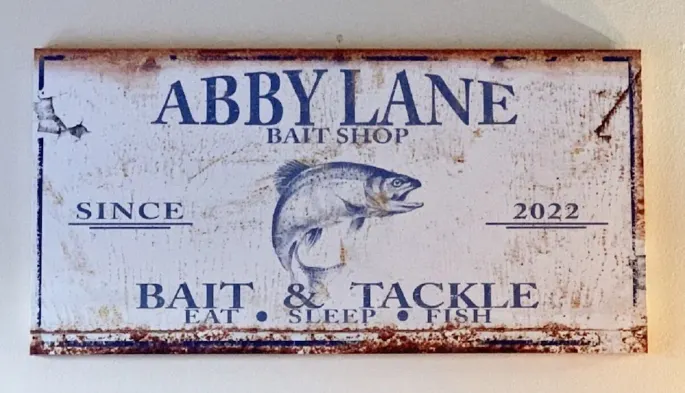 ABBY LANE
BAIT SHOP
SINCE 2022
BAIT & TACKLE
EAT • SLEEP • FISH